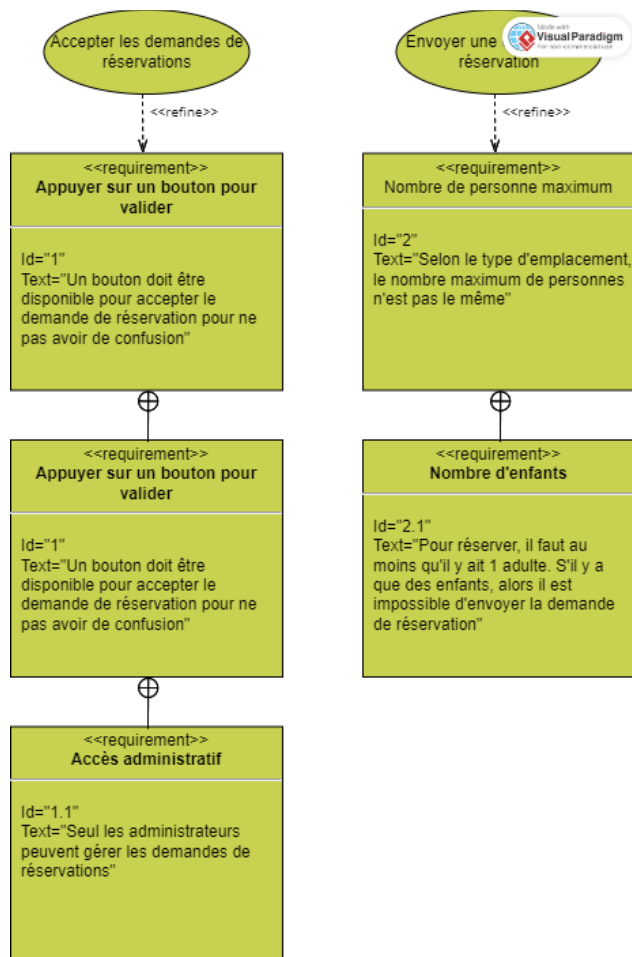 Accepter les demandes de
réservations
<<refine>>
<<requirement>>
Appuyer sur un bouton pour
valider
Id="1"
Text="Un bouton doit être
disponible pour accepter le
demande de réservation pour ne
pas avoir de confusion"
<<requirement>>
Appuyer sur un bouton pour
valider
Id="1"
Text="Un bouton doit être
disponible pour accepter le
demande de réservation pour ne
pas avoir de confusion"
<<requirement>>
Accès administratif
Id="1.1"
Text="Seul les administrateurs
peuvent gérer les demandes de
réservations"
Envoyer une
réservation
Made with
Visual Paradigm
For non-commercial use
<<refine>>
<<requirement>>
Nombre de personne maximum
Id="2"
Text="Selon le type d'emplacement,
le nombre maximum de personnes
n'est pas le même"
<<requirement>>
Nombre d'enfants
Id="2.1"
Text="Pour réserver, il faut au
moins qu'il y ait 1 adulte. S'il y a
que des enfants, alors il est
impossible d'envoyer la demande
de réservation"